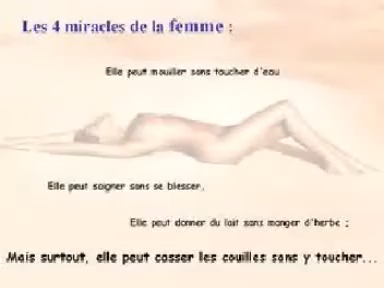 Les 4 miracles de la femme :
Elle peut mouiller sans toucher d'eau
Elle peut saigner sans se blesser,
Elle peut donner du lait sans manger d'herbe ;
Mais surtout, elle peut casser les couilles sans y toucher...